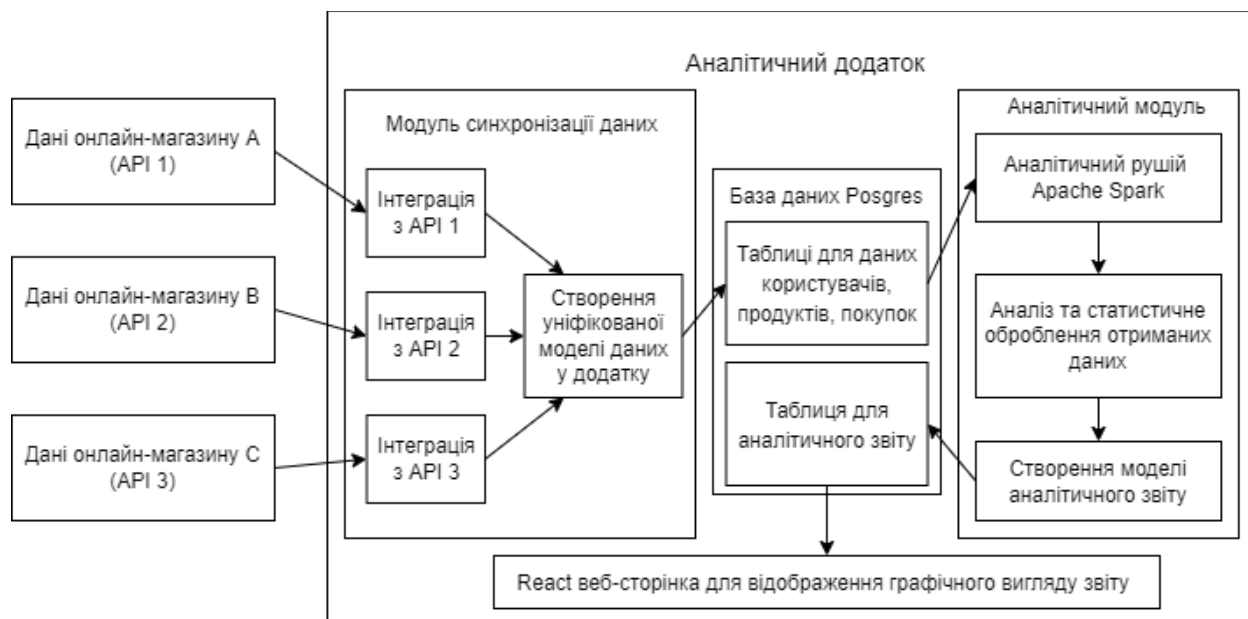 Аналітичний додаток
Дані онлайн-магазину А
(API 1)
Дані онлайн-магазину В
(API 2)
Дані онлайн-магазину С
(API 3)
Модуль синхронізації даних
Інтеграція
з API 1
Інтеграція
з API 2
Інтеграція
з API 3
Створення
уніфікованої
моделі даних
у додатку
База даних Posgres
Таблиці для даних
користувачів,
продуктів, покупок
Таблиця для
аналітичного звіту
Аналітичний модуль
Аналітичний рушій
Apache Spark
Аналіз та статистичне
оброблення отриманих
даних
Створення моделі
аналітичного звіту
React веб-сторінка для відображення графічного вигляду звіту